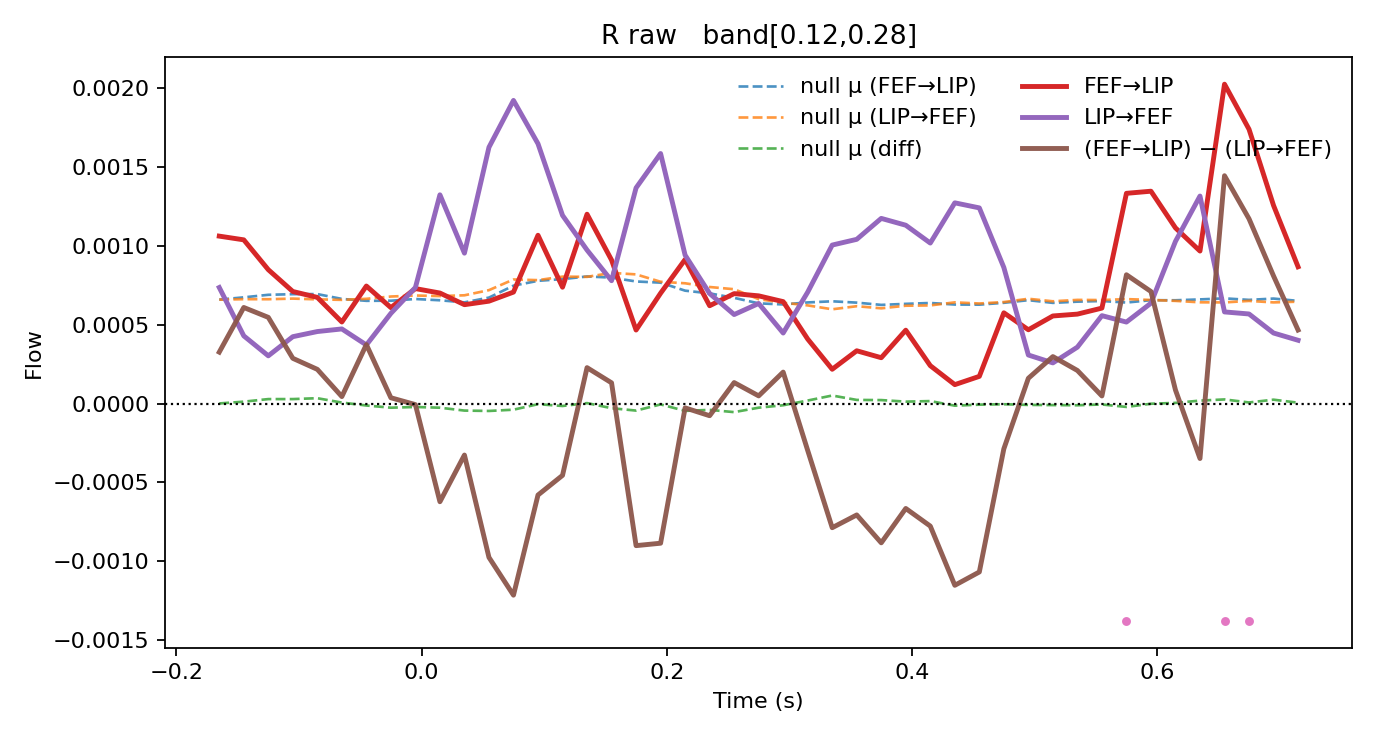 R raw   band[0.12,0.28]
null μ (FEF→LIP)
null μ (LIP→FEF)
null μ (diff)
FEF→LIP
LIP→FEF
(FEF→LIP) − (LIP→FEF)
Flow
0.0020
0.0015
0.0010
0.0005
0.0000
−0.0005
−0.0010
−0.0015
−0.2
0.0
0.2
0.4
0.6
Time (s)